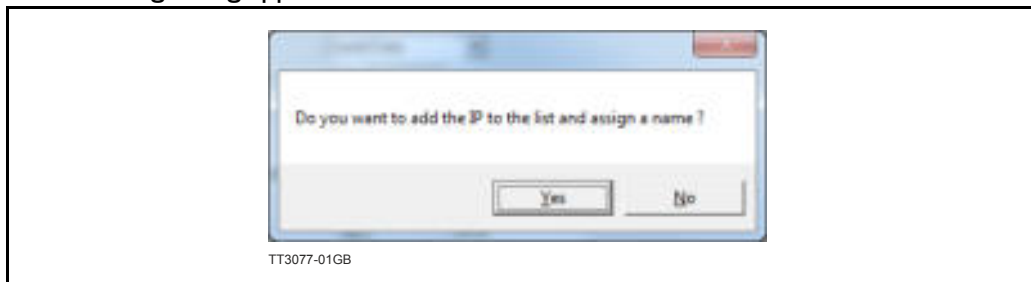 Do you want to add the IP to the list and assign a name ?
Yes
No
TT3077-01GB